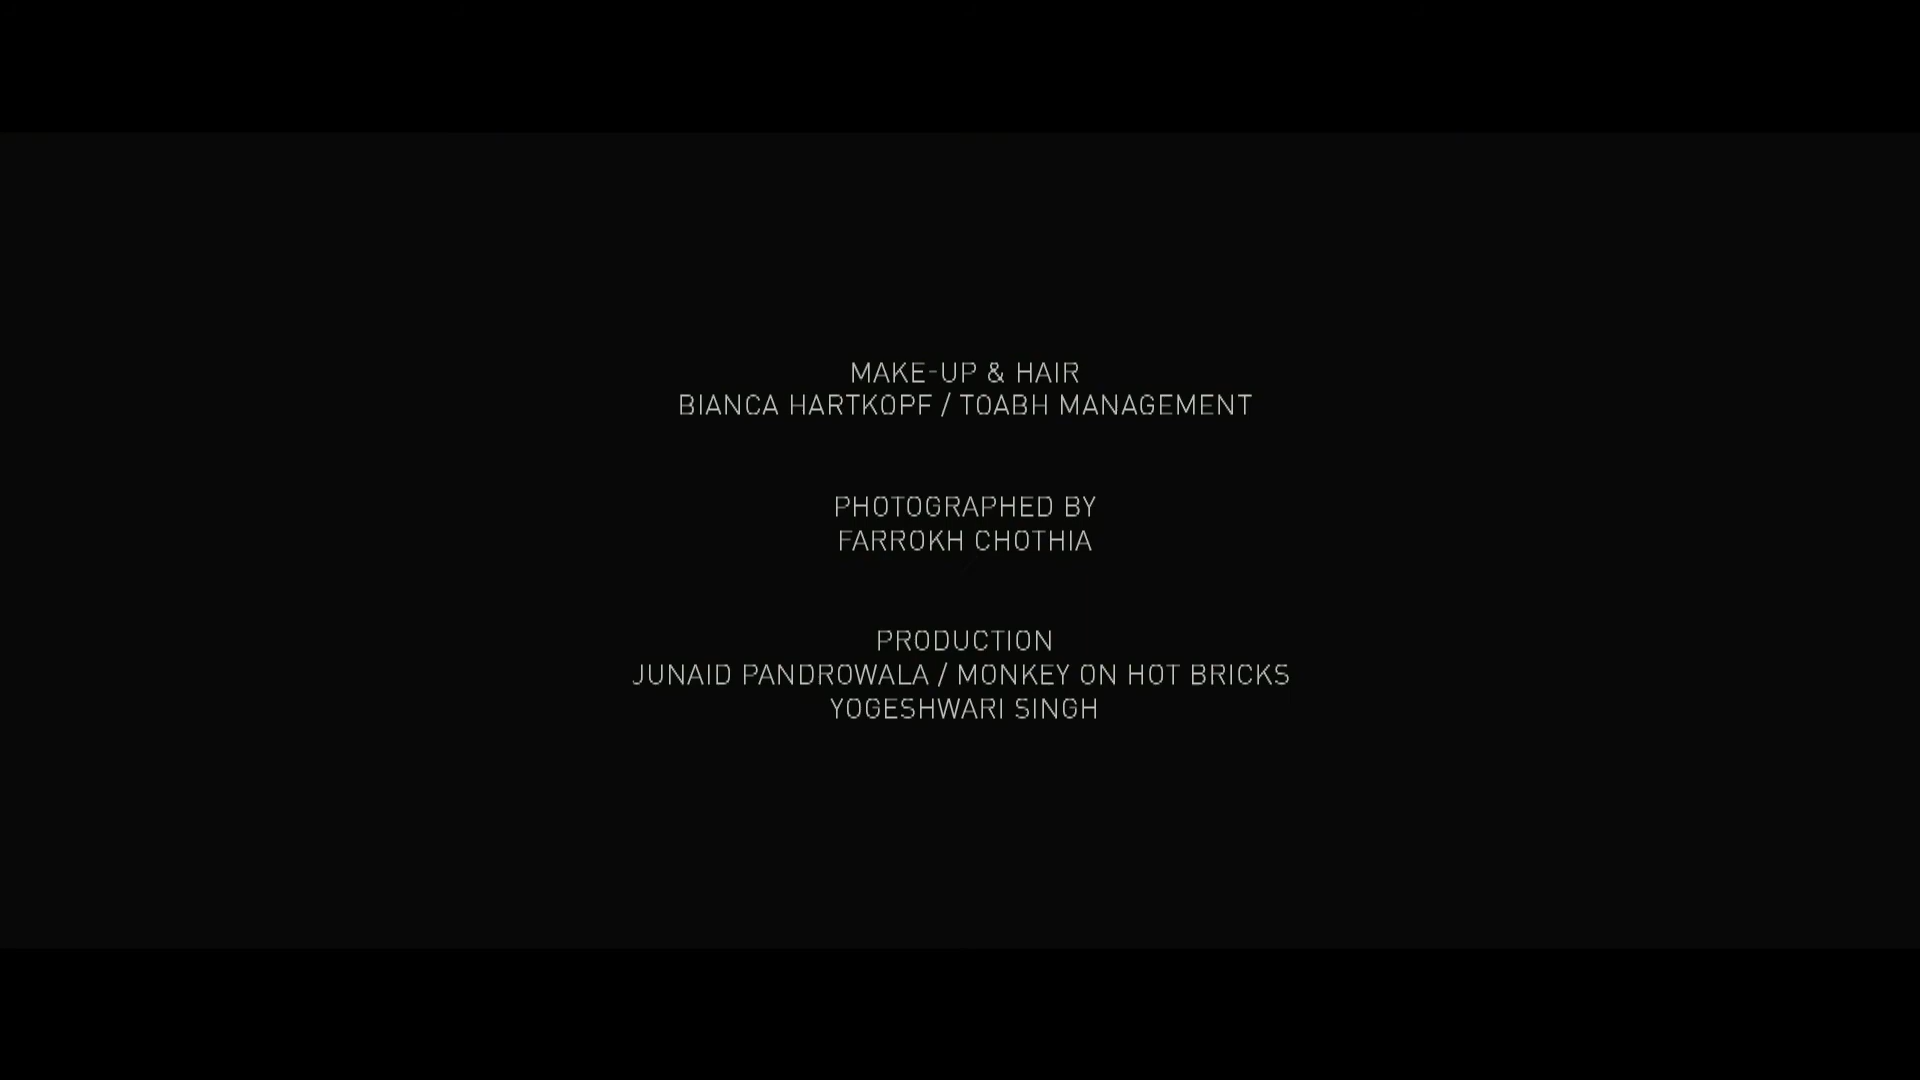 MAKE-UP & HAIR
BIANCA HARTKOPF / TOABH MANAGEMENT
PHOTOGRAPHED BY
FARROKH CHOTHIA
PRODUCTION
JUNAID PANDROWALA / MONKEY ON HOT BRICKS
YOGESHWARI SINGH